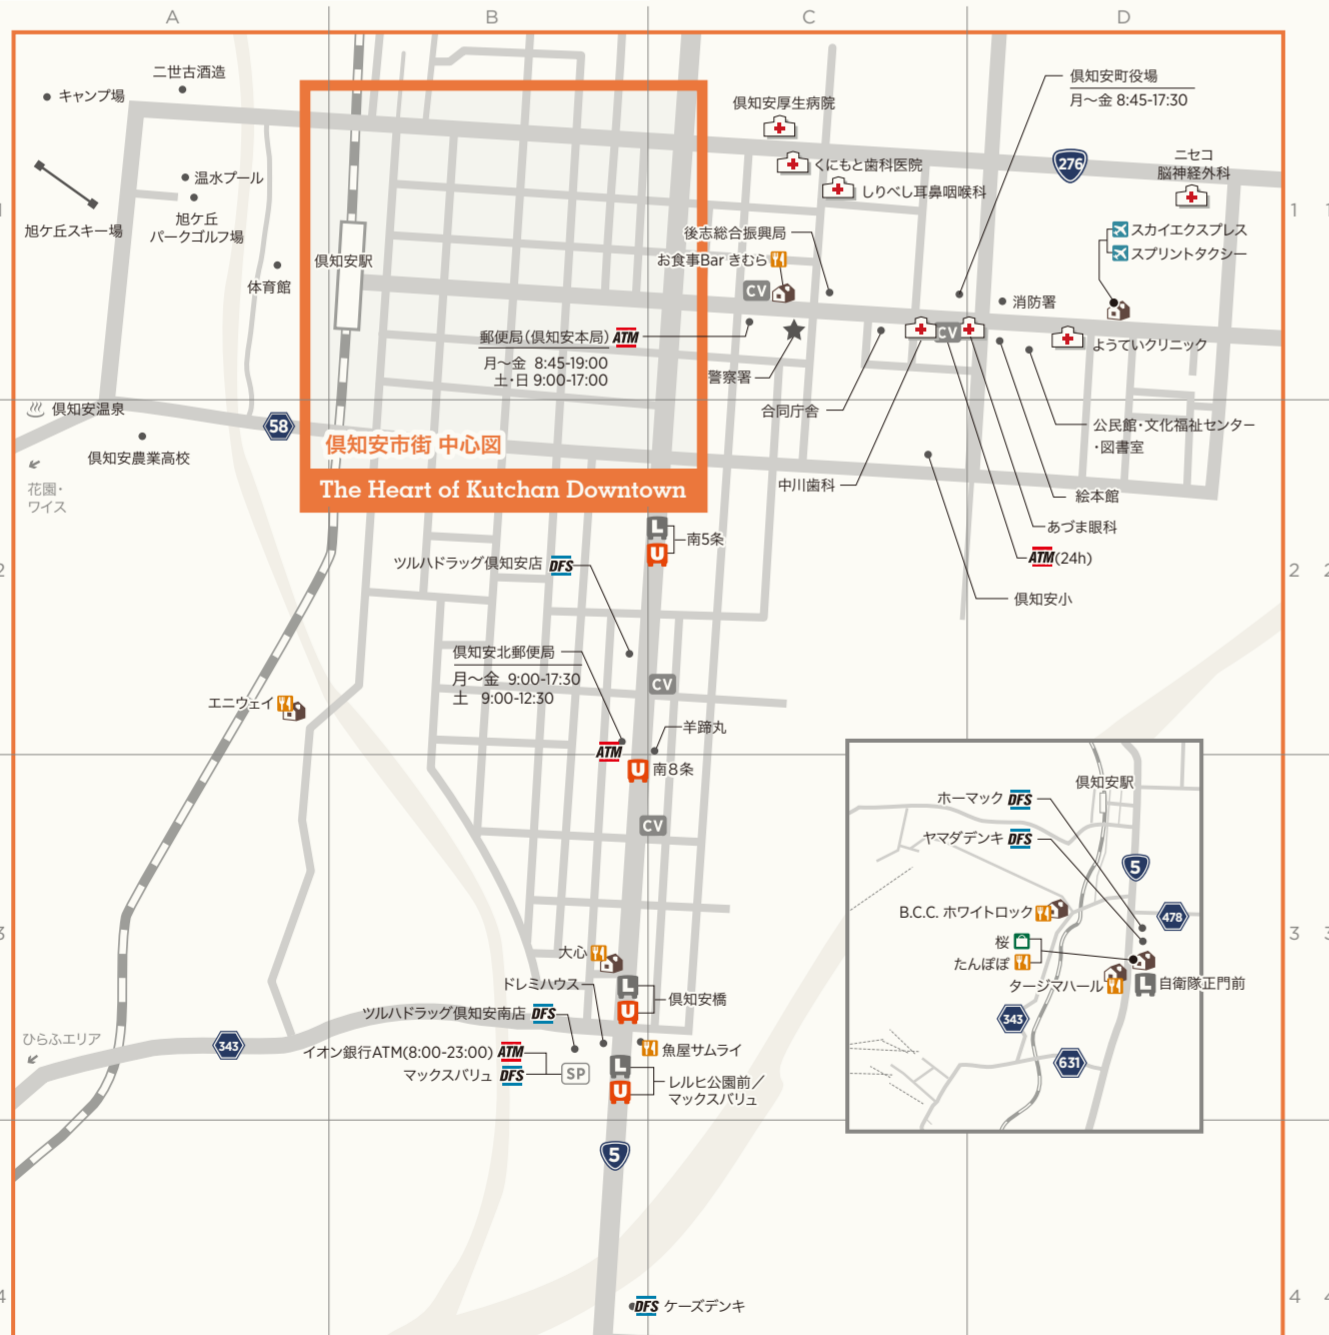 A
B
C
D
二世古酒造
キャンプ場
温水プール
旭ケ丘
パークゴルフ場
旭ケ丘スキー場
体育館
倶知安駅
倶知安厚生病院
くにもと歯科医院
しりべし耳鼻咽喉科
倶知安町役場
月〜金 8:45-17:30
276
ニセコ
脳神経外科
1
1
1
スカイエクスプレス
スプリントタクシー
後志総合振興局
お食事Bar きむら
CV
消防署
郵便局(倶知安本局) ATM
月〜金 8:45-19:00
土・日 9:00-17:00
CV
ようていクリニック
警察署
合同庁舎
倶知安温泉
58
倶知安農業高校
花園・
ワイス
倶知安市街 中心図
The Heart of Kutchan Downtown
公民館・文化福祉センター
・図書室
中川歯科
絵本館
あづま眼科
ATM(24h)
倶知安小
L
U
南5条
ツルハドラッグ倶知安店 DFS
2
2
2
倶知安北郵便局
月〜金 9:00-17:30
土 9:00-12:30
CV
エニウェイ
羊蹄丸
ATM
U
南8条
CV
倶知安駅
ホーマック DFS
ヤマダデンキ DFS
5
B.C.C. ホワイトロック
478
桜
たんぽぽ
タージマハール
L
自衛隊正門前
343
631
3
3
3
大心
ドレミハウス
L
U
倶知安橋
ツルハドラッグ倶知安南店 DFS
ひらふエリア
343
イオン銀行ATM(8:00-23:00) ATM
マックスバリュ DFS
SP
魚屋サムライ
L
U
レルヒ公園前／
マックスバリュ
5
4
4
4
DFS ケーズデンキ